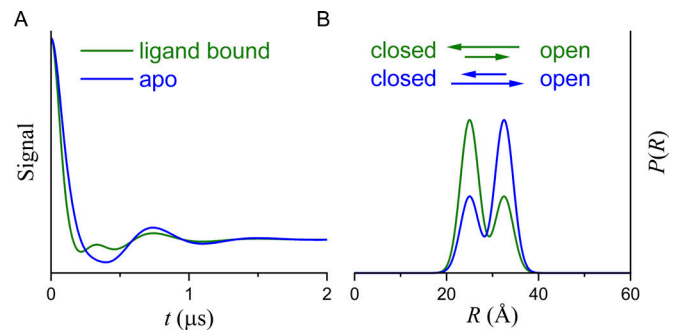 A
ligand bound
apo
Signal
0
1
2
t (μs)
B
closed
open
closed
open
P(R)
0
20
40
60
R (Å)